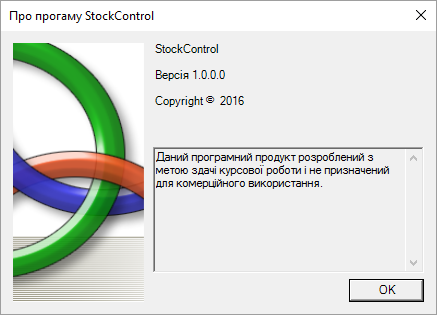 Про прогаму StockControl
StockControl
Версія 1.0.0.0
Copyright © 2016
Даний програмний продукт розроблений з
метою здачі курсової роботи і не призначений
для комерційного використання.
OK